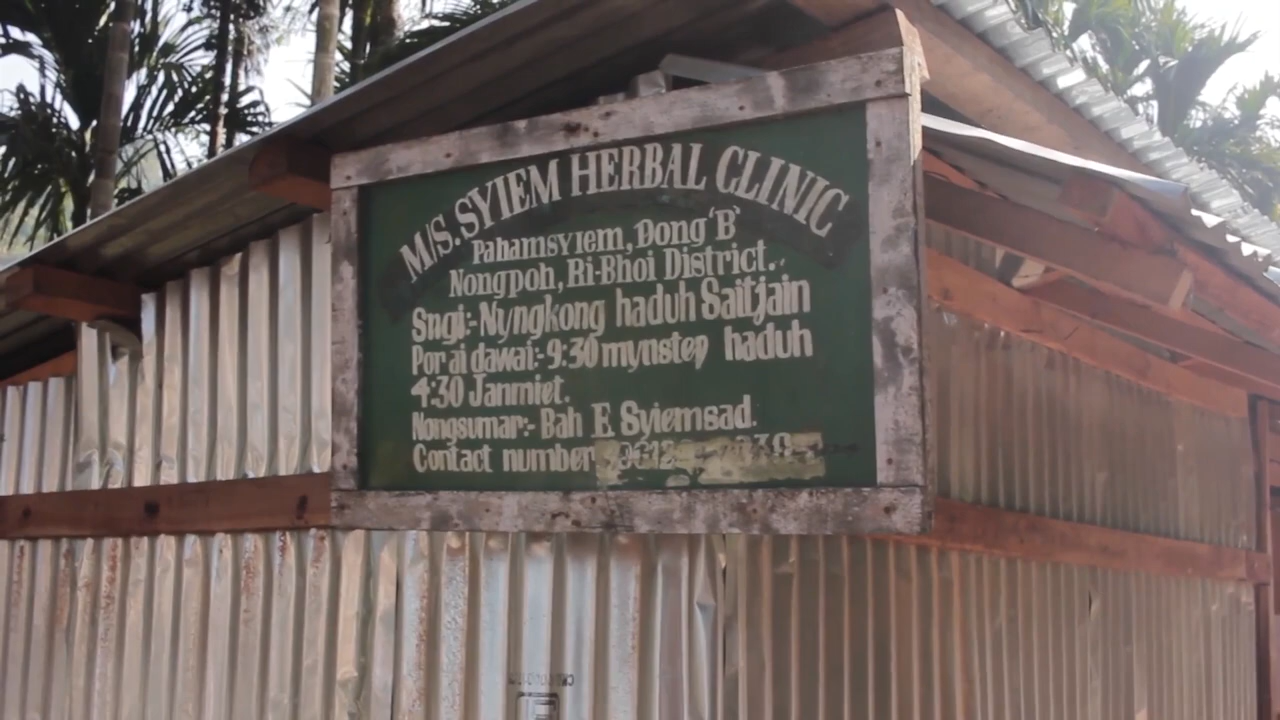 M/S. SYIEM HERBAL CLINIC
Pahamsyiem, Dong 'B'
Nongpoh, Ri-Bhoi District.
Sngi:- Nyngkong haduh Saitjain
Por ai dawai:- 9:30 mynstep haduh
4:30 Janmiet.
Nongsumar:- Bah E Syiemsad.
Contact number